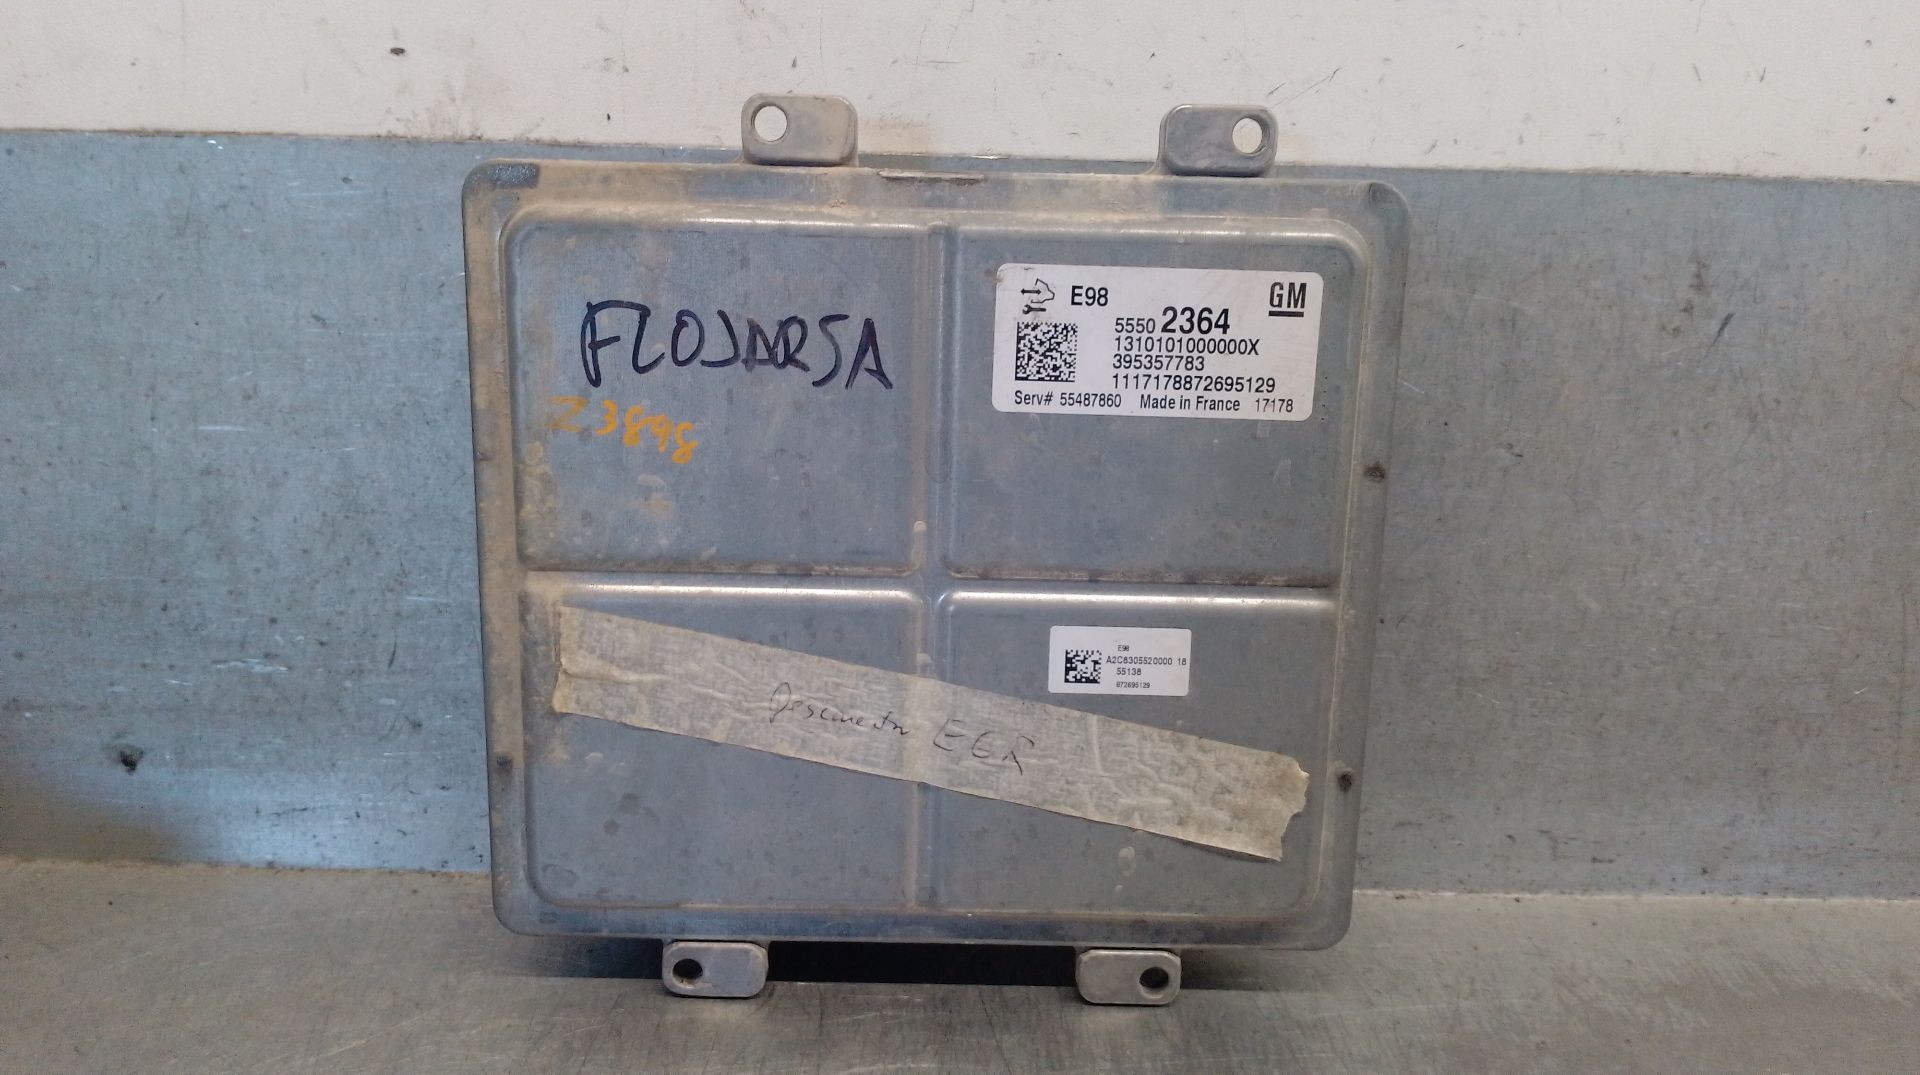 FLOJARSA
Z3898
E98 GM
5550 2364
1310101000000X
395357783
1117178872695129
Serv# 55487860 Made in France 17178
E98
A2C8305520000 18
55138
872695129
EGR